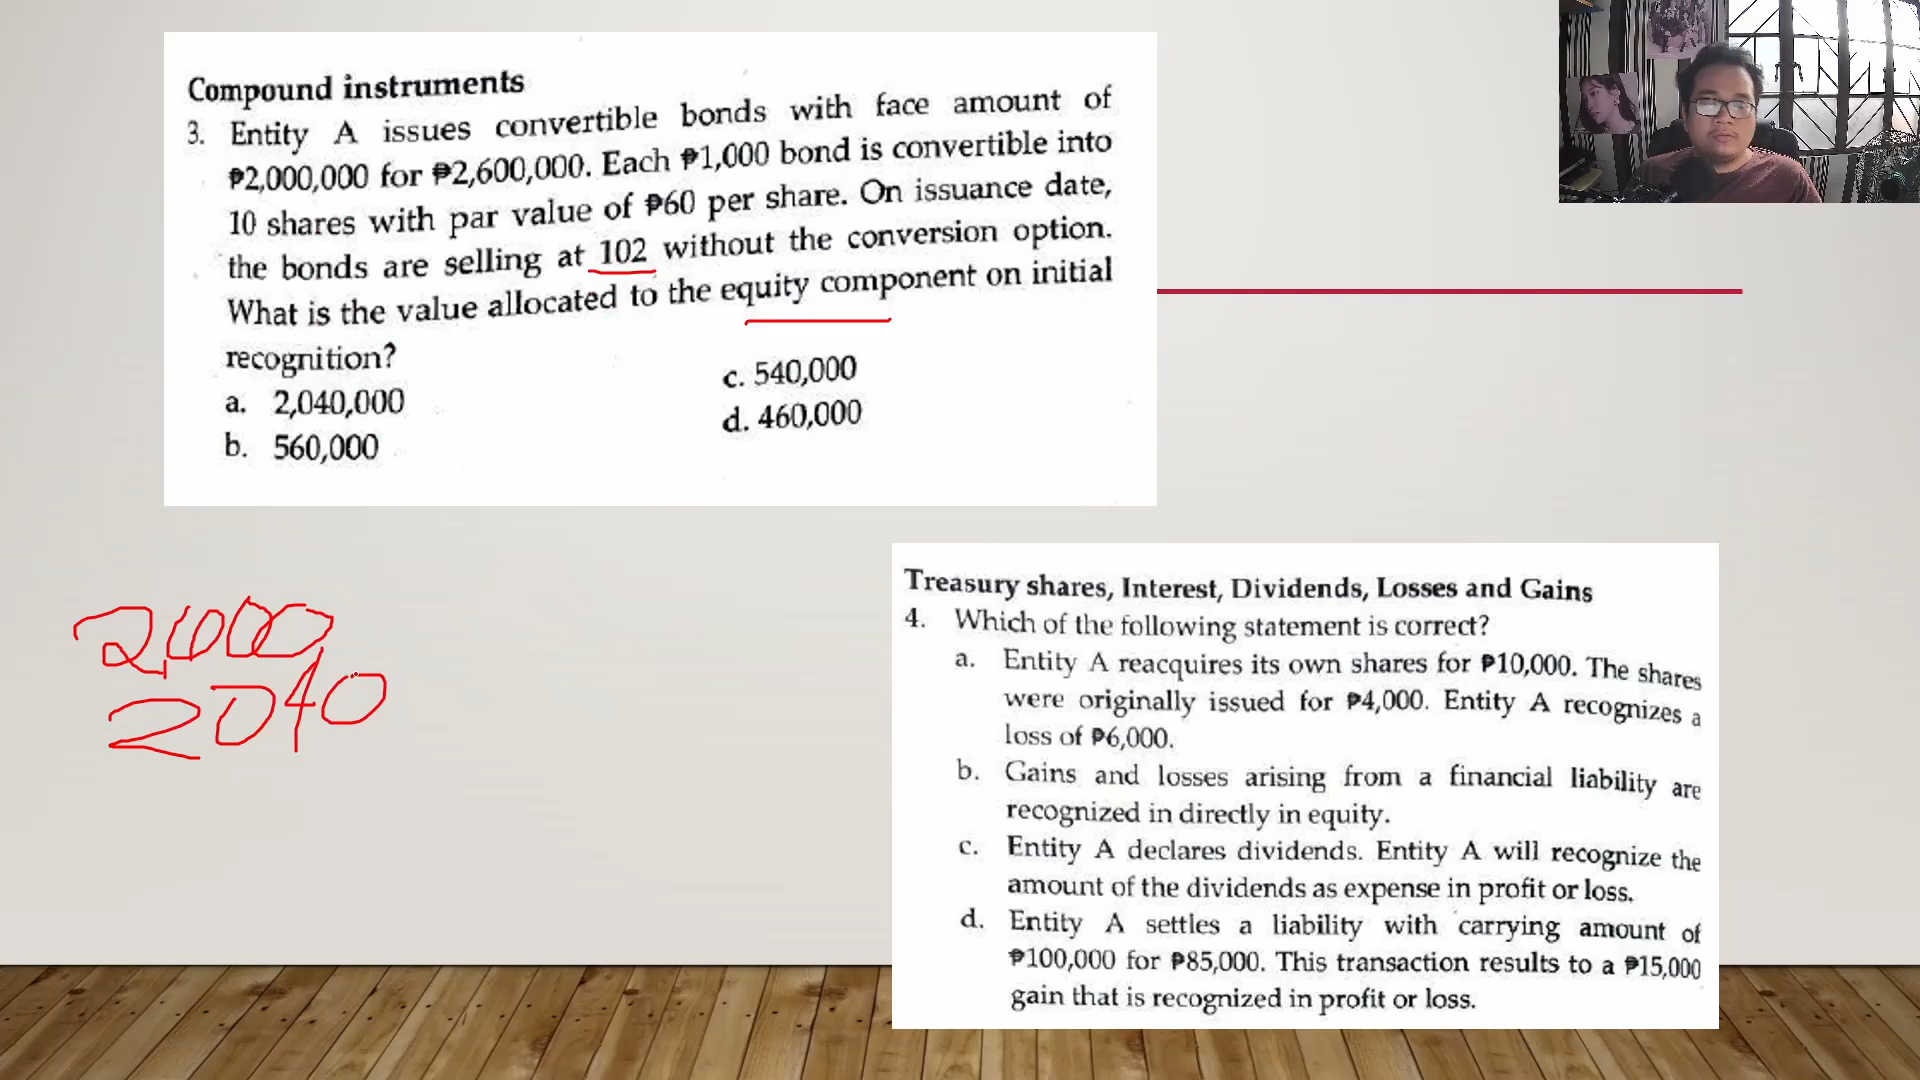 Compound instruments
3. Entity A issues convertible bonds with face amount of
₱2,000,000 for ₱2,600,000. Each ₱1,000 bond is convertible into
10 shares with par value of ₱60 per share. On issuance date,
the bonds are selling at 102 without the conversion option.
What is the value allocated to the equity component on initial
recognition?
a. 2,040,000
b. 560,000
c. 540,000
d. 460,000
2,000
2040
Treasury shares, Interest, Dividends, Losses and Gains
4. Which of the following statement is correct?
a. Entity A reacquires its own shares for ₱10,000. The shares
were originally issued for ₱4,000. Entity A recognizes a
loss of ₱6,000.
b. Gains and losses arising from a financial liability are
recognized in directly in equity.
c. Entity A declares dividends. Entity A will recognize the
amount of the dividends as expense in profit or loss.
d. Entity A settles a liability with carrying amount of
₱100,000 for ₱85,000. This transaction results to a ₱15,000
gain that is recognized in profit or loss.